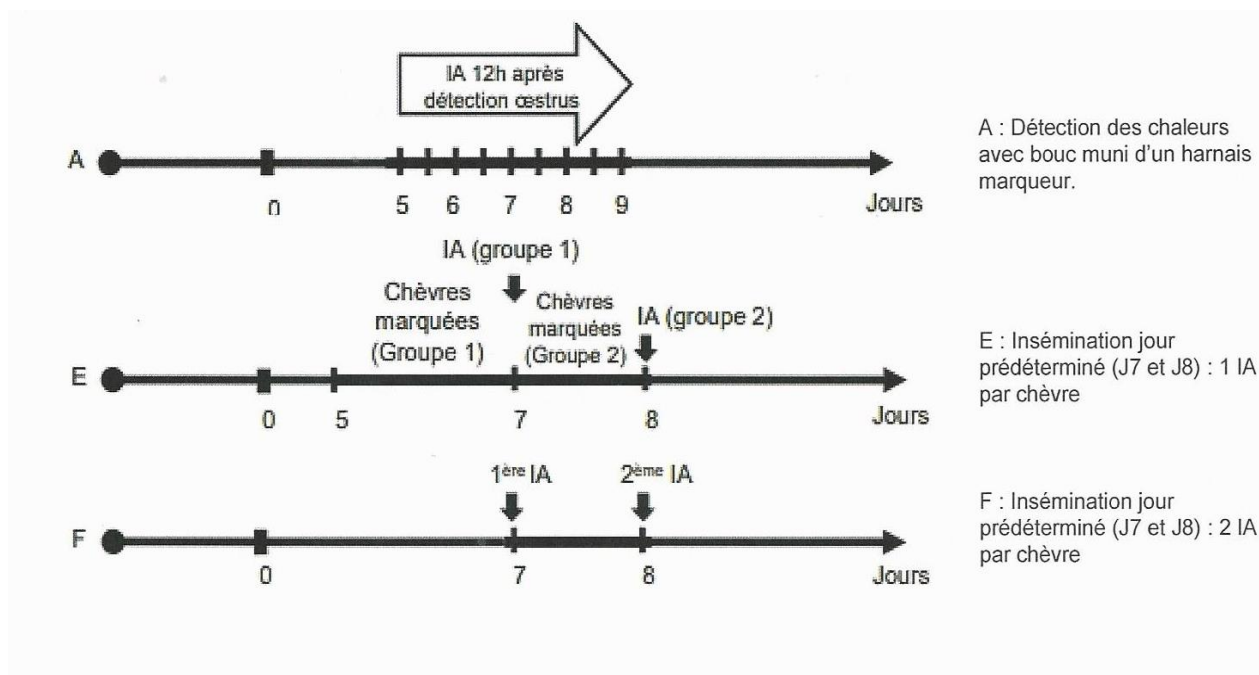 IA 12h après
détection œstrus
A
0
5
6
7
8
9
Jours
A : Détection des chaleurs
avec bouc muni d'un harnais
marqueur.
IA (groupe 1)
Chèvres
marquées
(Groupe 1)
Chèvres
marquées
(Groupe 2)
IA (groupe 2)
E
0
5
7
8
Jours
E : Insémination jour
prédéterminé (J7 et J8) : 1 IA
par chèvre
1ère IA
2ème IA
F
0
7
8
Jours
F : Insémination jour
prédéterminé (J7 et J8) : 2 IA
par chèvre